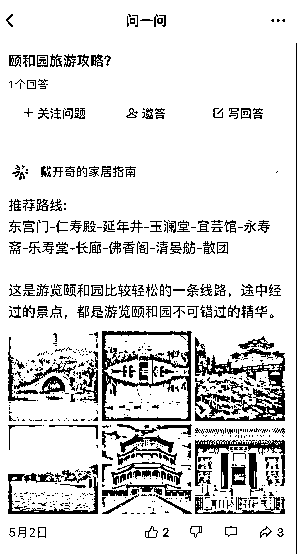 问一问
颐和园旅游攻略?
1个回答
+ 关注问题
邀答
写回答
戴开奇的家居指南
推荐路线:
东宫门-仁寿殿-延年井-玉澜堂-宜芸馆-永寿
斋-乐寿堂-长廊-佛香阁-清晏舫-散团
这是游览颐和园比较轻松的一条线路，途中经
过的景点，都是游览颐和园不可错过的精华。
5月2日
2
3